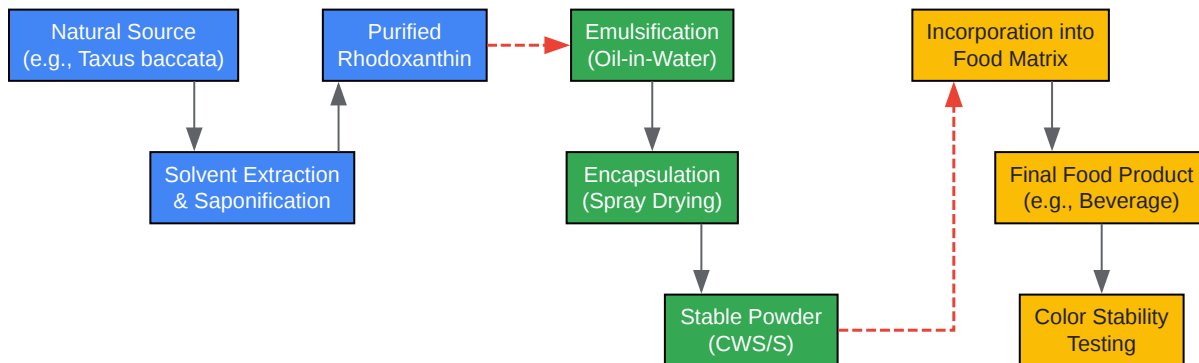 Natural Source
(e.g., Taxus baccata)
Solvent Extraction
& Saponification
Purified
Rhodoxanthin
Emulsification
(Oil-in-Water)
Encapsulation
(Spray Drying)
Stable Powder
(CWS/S)
Incorporation into
Food Matrix
Final Food Product
(e.g., Beverage)
Color Stability
Testing